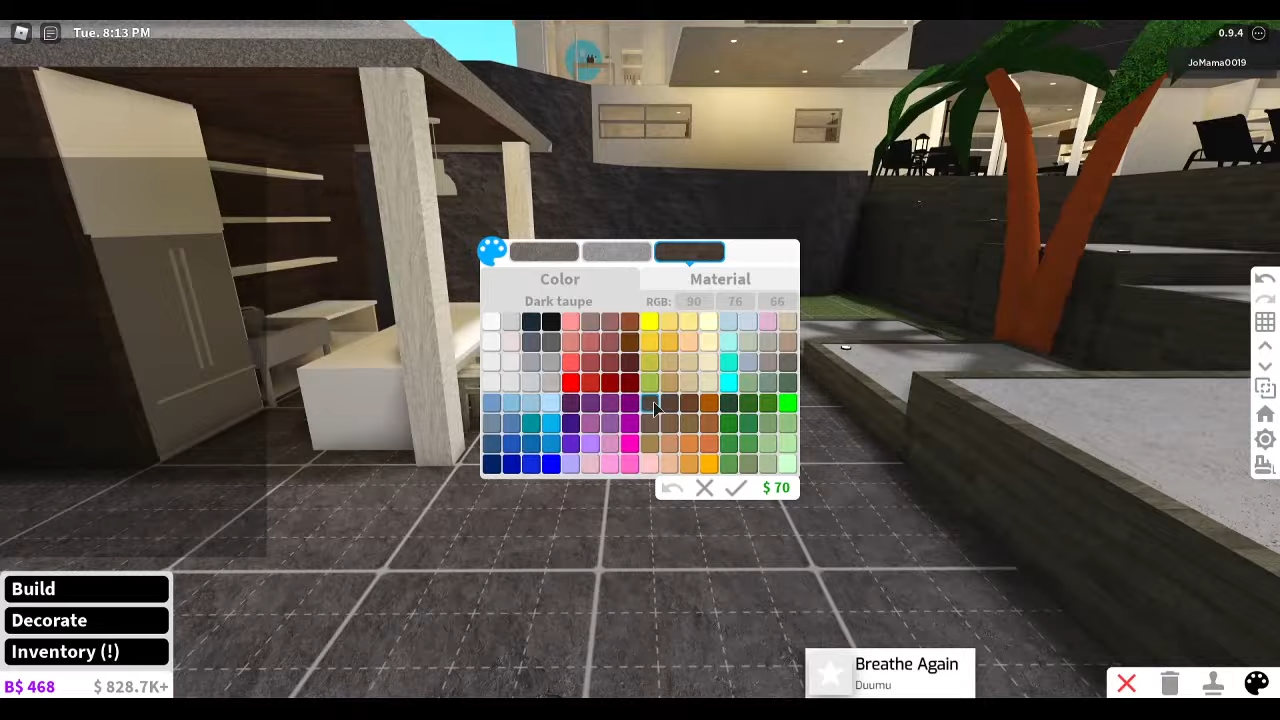 Tue. 8:13 PM
0.9.4
JoMama0019
Color
Material
Dark taupe
RGB: 90 76 66
$ 70
Build
Decorate
Inventory (!)
B$ 468
$ 828.7K+
Breathe Again
Duumu